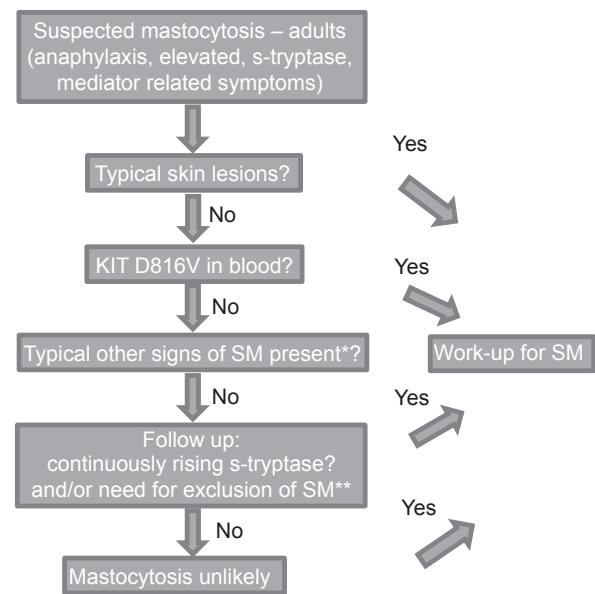 Suspected mastocytosis – adults
(anaphylaxis, elevated, s-tryptase,
mediator related symptoms)
Yes
Typical skin lesions?
No
KIT D816V in blood?
Yes
No
Typical other signs of SM present*?
Work-up for SM
No
Yes
Follow up:
continuously rising s-tryptase?
and/or need for exclusion of SM**
Yes
No
Mastocytosis unlikely